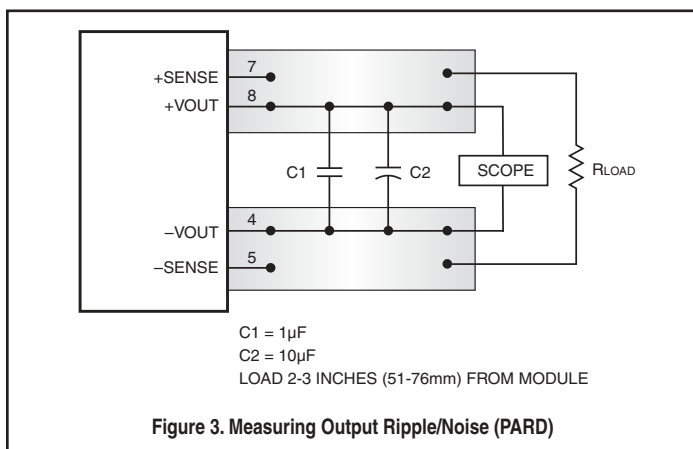 +SENSE 7
+VOUT 8
C1 C2 SCOPE RLOAD
–VOUT 4
–SENSE 5
C1 = 1µF
C2 = 10µF
LOAD 2-3 INCHES (51-76mm) FROM MODULE
Figure 3. Measuring Output Ripple/Noise (PARD)